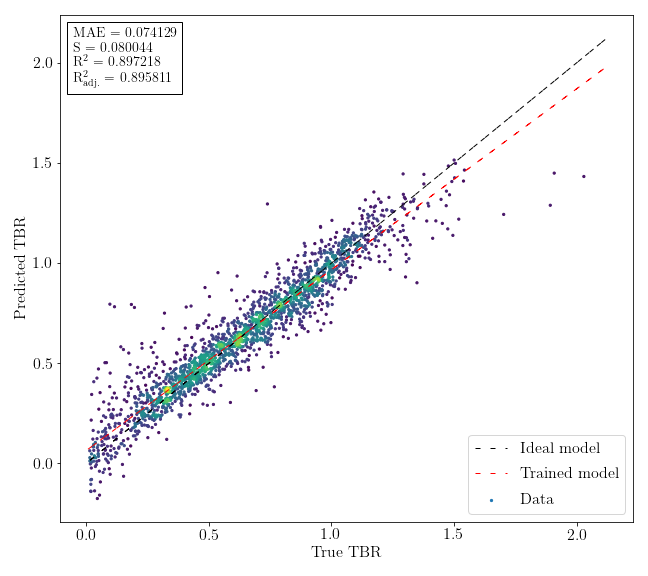 MAE = 0.074129
S = 0.080044
R² = 0.897218
R²adj. = 0.895811
2.0
1.5
1.0
0.5
0.0
Predicted TBR
Ideal model
Trained model
Data
0.0 0.5 1.0 1.5 2.0
True TBR